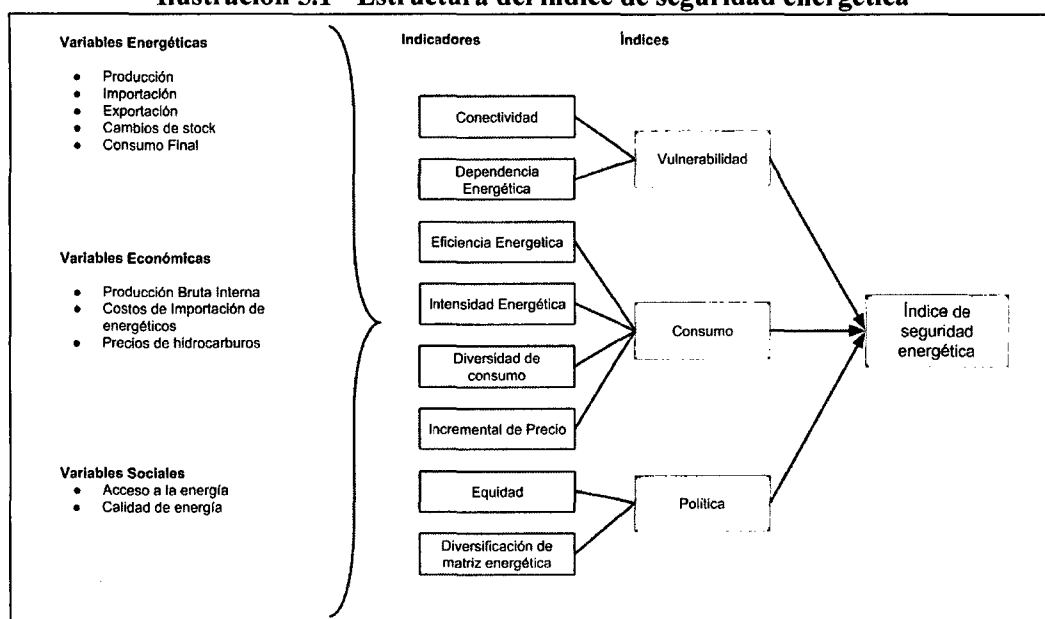 Ilustración 3.1 Estructura del índice de seguridad energética
Variables Energéticas
● Producción
● Importación
● Exportación
● Cambios de stock
● Consumo Final
Variables Económicas
● Producción Bruta Interna
● Costos de Importación de
energéticos
● Precios de hidrocarburos
Variables Sociales
● Acceso a la energía
● Calidad de energía
Indicadores
Conectividad
Dependencia
Energética
Eficiencia Energetica
Intensidad Energética
Diversidad de
consumo
Incremental de Precio
Equidad
Diversificación de
matriz energética
Índices
Vulnerabilidad
Consumo
Política
Índice de
seguridad
energética